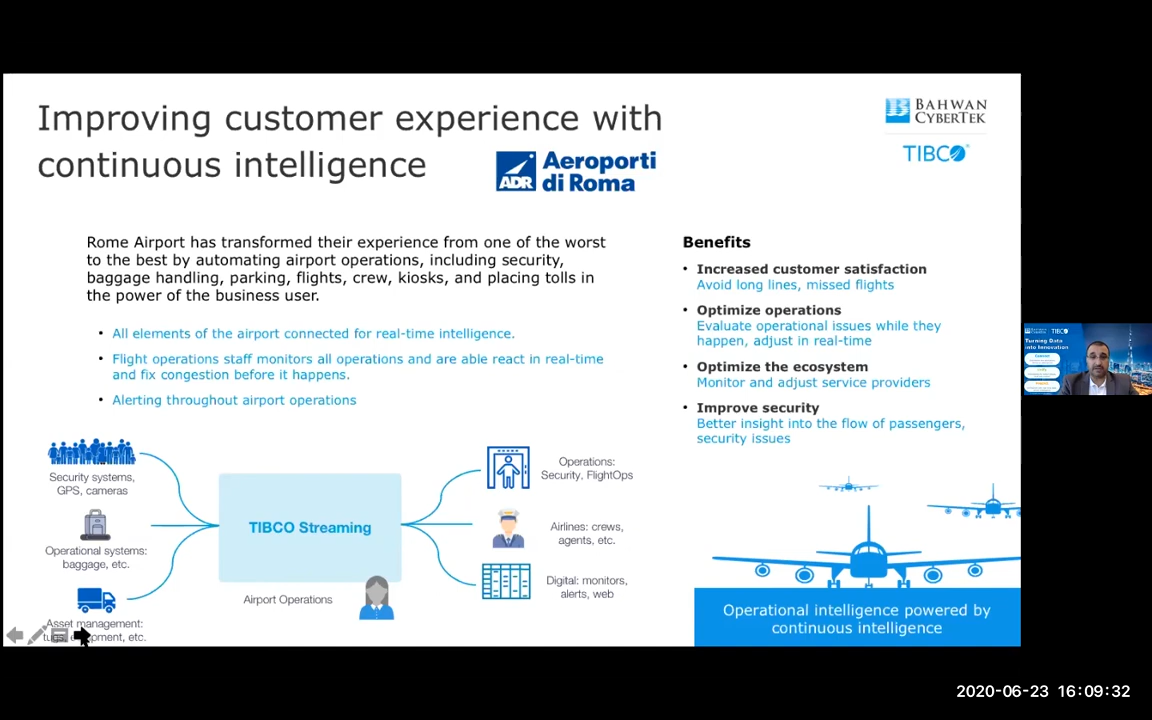 Improving customer experience with
continuous intelligence
ADR Aeroporti
di Roma
BAHWAN
CYBERTEK
TIBCO
Rome Airport has transformed their experience from one of the worst
to the best by automating airport operations, including security,
baggage handling, parking, flights, crew, kiosks, and placing tolls in
the power of the business user.
• All elements of the airport connected for real-time intelligence.
• Flight operations staff monitors all operations and are able react in real-time
and fix congestion before it happens.
• Alerting throughout airport operations
Benefits
• Increased customer satisfaction
Avoid long lines, missed flights
• Optimize operations
Evaluate operational issues while they
happen, adjust in real-time
• Optimize the ecosystem
Monitor and adjust service providers
• Improve security
Better insight into the flow of passengers,
security issues
Security systems,
GPS, cameras
Operational systems:
baggage, etc.
Asset management:
etc.
TIBCO Streaming
Airport Operations
Operations:
Security, FlightOps
Airlines: crews,
agents, etc.
Digital: monitors,
alerts, web
Operational intelligence powered by
continuous intelligence
TIBCO
Turning Data
into Innovation
2020-06-23 16:09:32